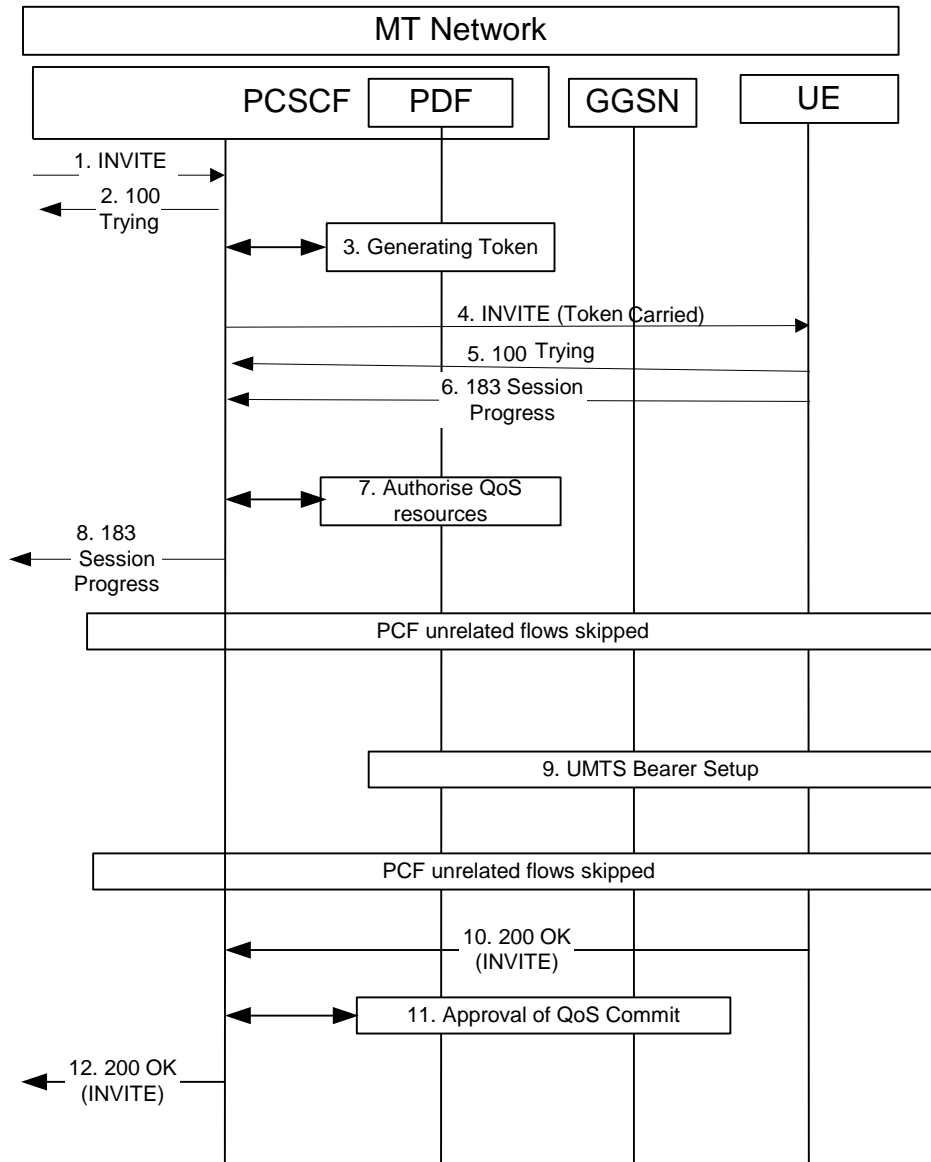 MT Network
PCSCF
PDF
GGSN
UE
1. INVITE
2. 100
Trying
3. Generating Token
4. INVITE (Token Carried)
5. 100 Trying
6. 183 Session
Progress
7. Authorise QoS
resources
8. 183
Session
Progress
PCF unrelated flows skipped
9. UMTS Bearer Setup
PCF unrelated flows skipped
10. 200 OK
(INVITE)
11. Approval of QoS Commit
12. 200 OK
(INVITE)